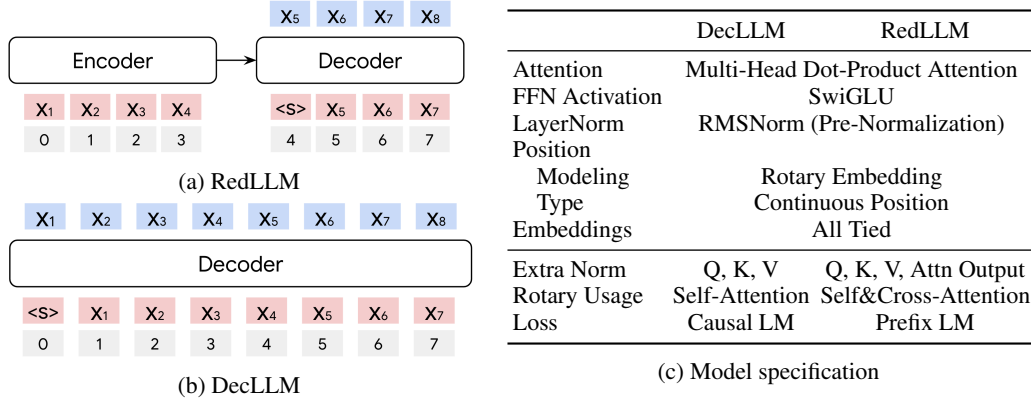 X5 X6 X7 X8
Encoder
Decoder
X1 X2 X3 X4
<S> X5 X6 X7
0 1 2 3
4 5 6 7
(a) RedLLM
X1 X2 X3 X4 X5 X6 X7 X8
Decoder
<S> X1 X2 X3 X4 X5 X6 X7
0 1 2 3 4 5 6 7
(b) DecLLM
DecLLM RedLLM
Attention Multi-Head Dot-Product Attention
FFN Activation SwiGLU
LayerNorm RMSNorm (Pre-Normalization)
Position
Modeling Rotary Embedding
Type Continuous Position
Embeddings All Tied
Extra Norm Q, K, V Q, K, V, Attn Output
Rotary Usage Self-Attention Self&Cross-Attention
Loss Causal LM Prefix LM
(c) Model specification